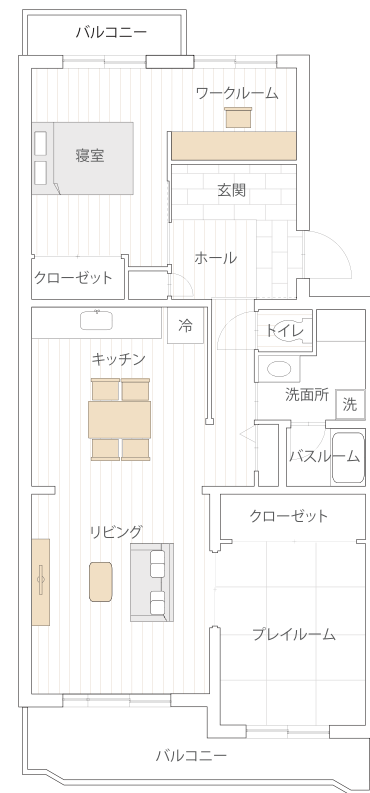 バルコニー
ワークルーム
寝室
玄関
ホール
クローゼット
冷
トイレ
キッチン
洗面所
洗
バスルーム
クローゼット
リビング
プレイルーム
バルコニー